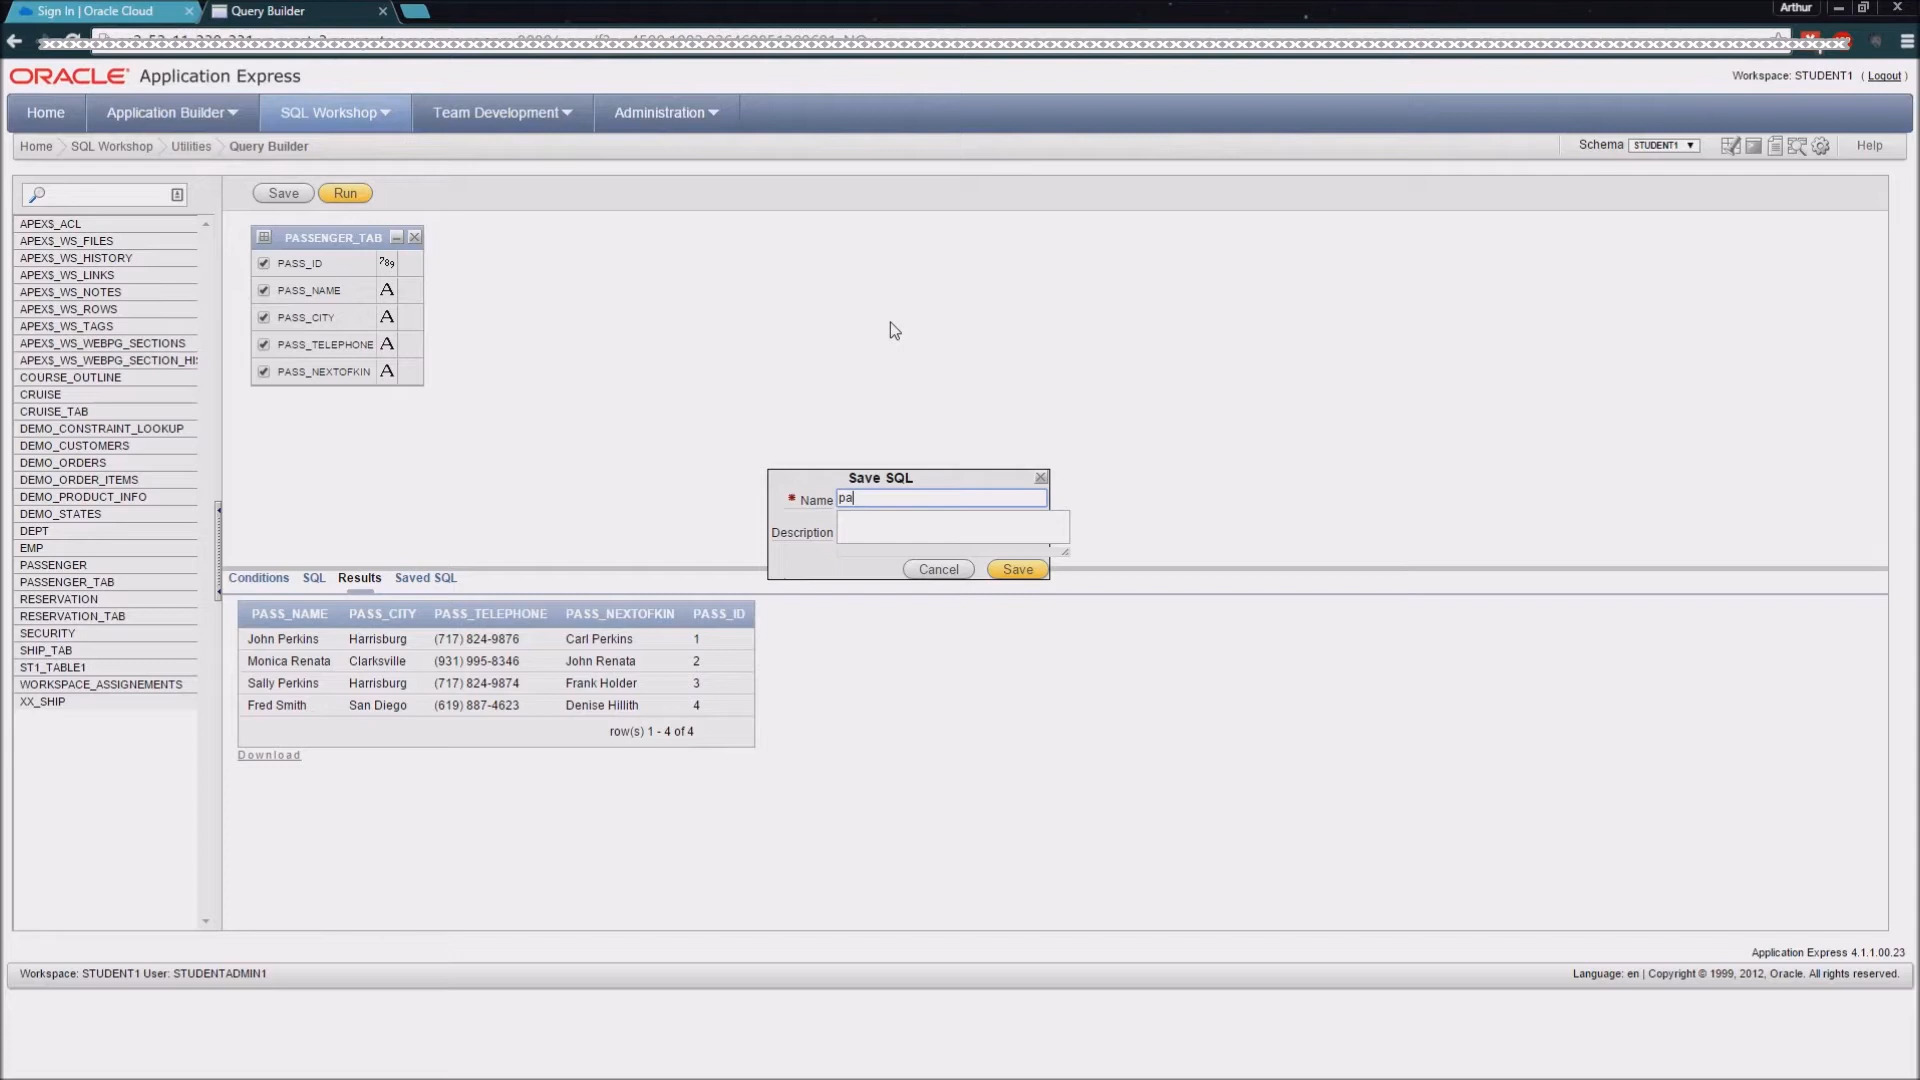 Sign In | Oracle Cloud
Query Builder
Arthur
ORACLE Application Express
Workspace: STUDENT1 ( Logout )
Home
Application Builder
SQL Workshop
Team Development
Administration
Home
SQL Workshop
Utilities
Query Builder
Schema STUDENT1
Help
Save
Run
APEX$_ACL
APEX$_WS_FILES
APEX$_WS_HISTORY
APEX$_WS_LINKS
APEX$_WS_NOTES
APEX$_WS_ROWS
APEX$_WS_TAGS
APEX$_WS_WEBPG_SECTIONS
APEX$_WS_WEBPG_SECTION_HI
COURSE_OUTLINE
CRUISE
CRUISE_TAB
DEMO_CONSTRAINT_LOOKUP
DEMO_CUSTOMERS
DEMO_ORDERS
DEMO_ORDER_ITEMS
DEMO_PRODUCT_INFO
DEMO_STATES
DEPT
EMP
PASSENGER
PASSENGER_TAB
RESERVATION
RESERVATION_TAB
SECURITY
SHIP_TAB
ST1_TABLE1
WORKSPACE_ASSIGNEMENTS
XX_SHIP
PASSENGER_TAB
PASS_ID 789
PASS_NAME A
PASS_CITY A
PASS_TELEPHONE A
PASS_NEXTOFKIN A
Save SQL
* Name pa
Description
Cancel
Save
Conditions SQL Results Saved SQL
PASS_NAME PASS_CITY PASS_TELEPHONE PASS_NEXTOFKIN PASS_ID
John Perkins Harrisburg (717) 824-9876 Carl Perkins 1
Monica Renata Clarksville (931) 995-8346 John Renata 2
Sally Perkins Harrisburg (717) 824-9874 Frank Holder 3
Fred Smith San Diego (619) 887-4623 Denise Hillith 4
row(s) 1 - 4 of 4
Download
Application Express 4.1.1.00.23
Workspace: STUDENT1 User: STUDENTADMIN1
Language: en | Copyright © 1999, 2012, Oracle. All rights reserved.